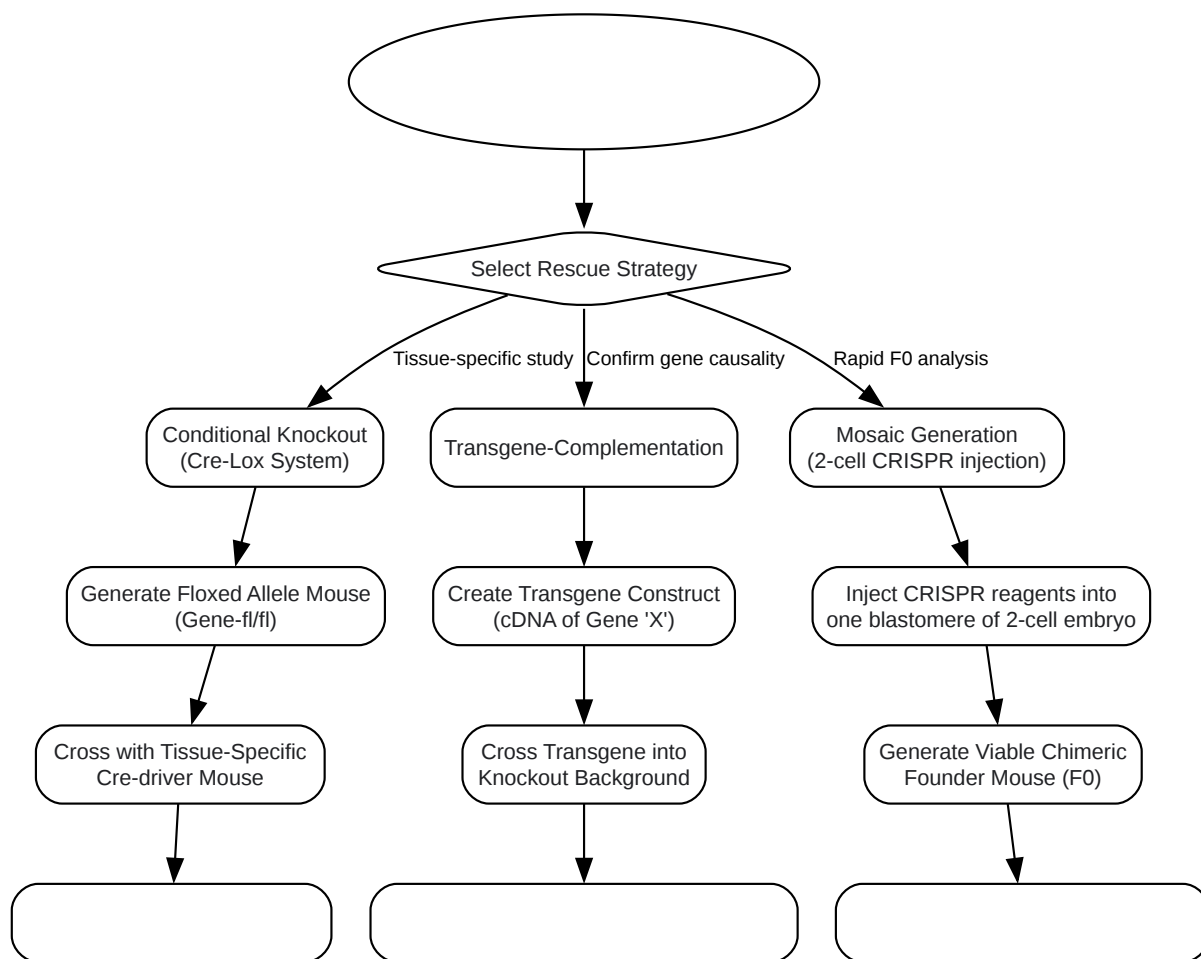 Select Rescue Strategy
Tissue-specific study
Confirm gene causality
Rapid F0 analysis
Conditional Knockout
(Cre-Lox System)
Transgene-Complementation
Mosaic Generation
(2-cell CRISPR injection)
Generate Floxed Allele Mouse
(Gene-fl/fl)
Create Transgene Construct
(cDNA of Gene 'X')
Inject CRISPR reagents into
one blastomere of 2-cell embryo
Cross with Tissue-Specific
Cre-driver Mouse
Cross Transgene into
Knockout Background
Generate Viable Chimeric
Founder Mouse (F0)